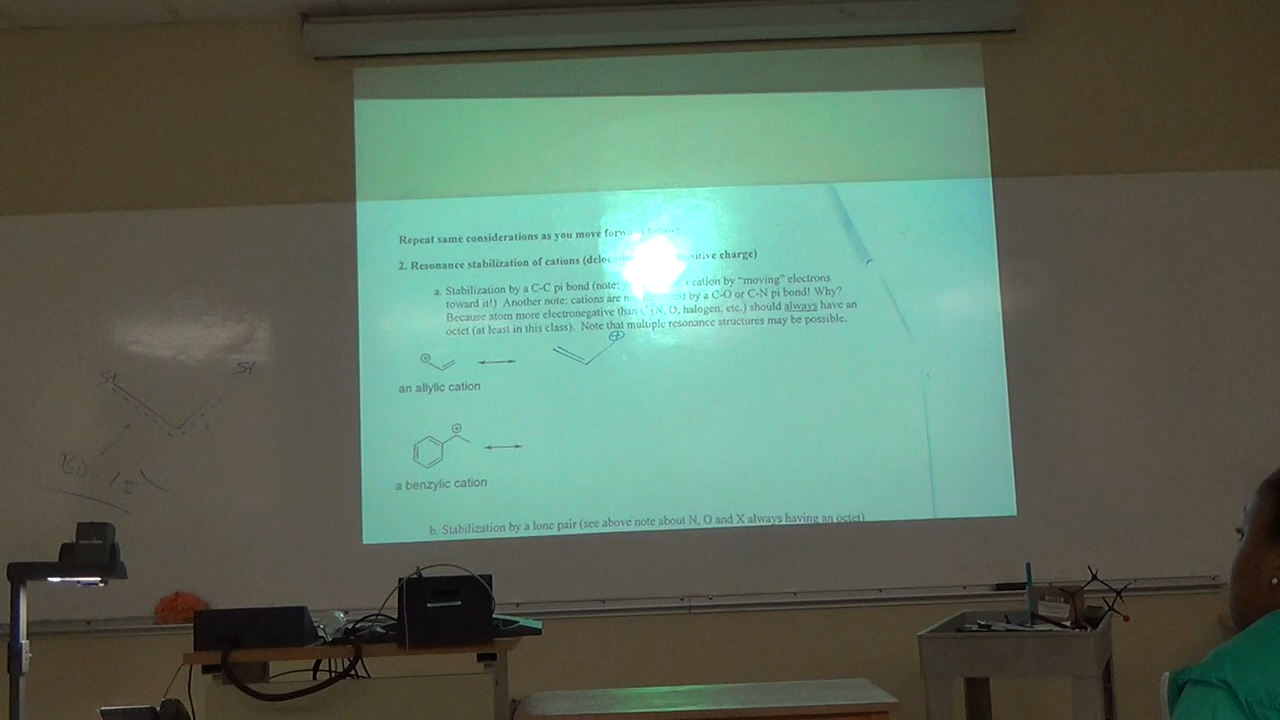 Repeat same considerations as you move
2. Resonance stabilization of cations (delocalization of positive charge)
a. Stabilization by a C-C pi bond (note: cation by "moving" electrons
toward it!) Another note: cations are by a C-O or C-N pi bond! Why?
Because atom more electronegative than C (N, O, halogen, etc.) should always have an
octet (at least in this class). Note that multiple resonance structures may be possible.
⊕
⊕
an allylic cation
⊕
a benzylic cation
b. Stabilization by a lone pair (see above note about N, O and X always having an octet)